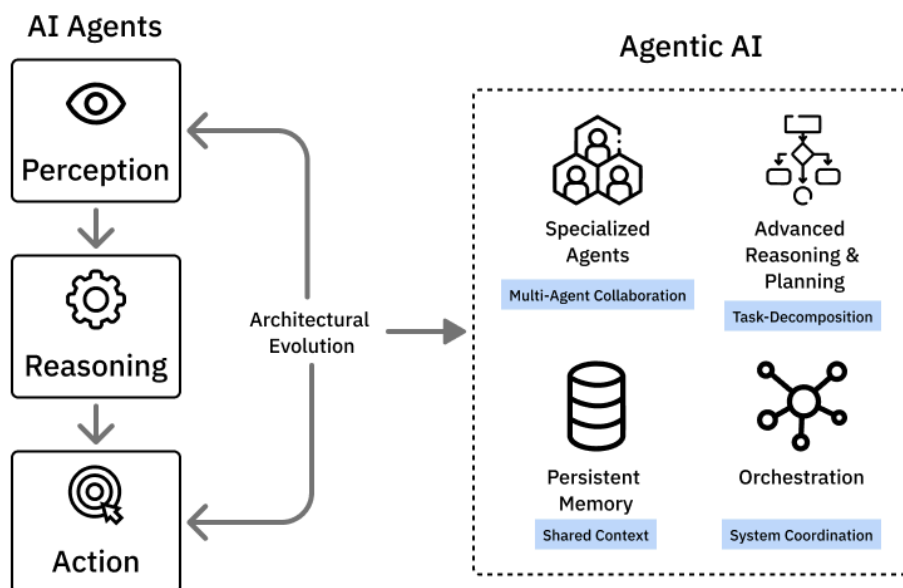 AI Agents
Perception
Reasoning
Action
Architectural
Evolution
Agentic AI
Specialized
Agents
Multi-Agent Collaboration
Advanced
Reasoning &
Planning
Task-Decomposition
Persistent
Memory
Shared Context
Orchestration
System Coordination